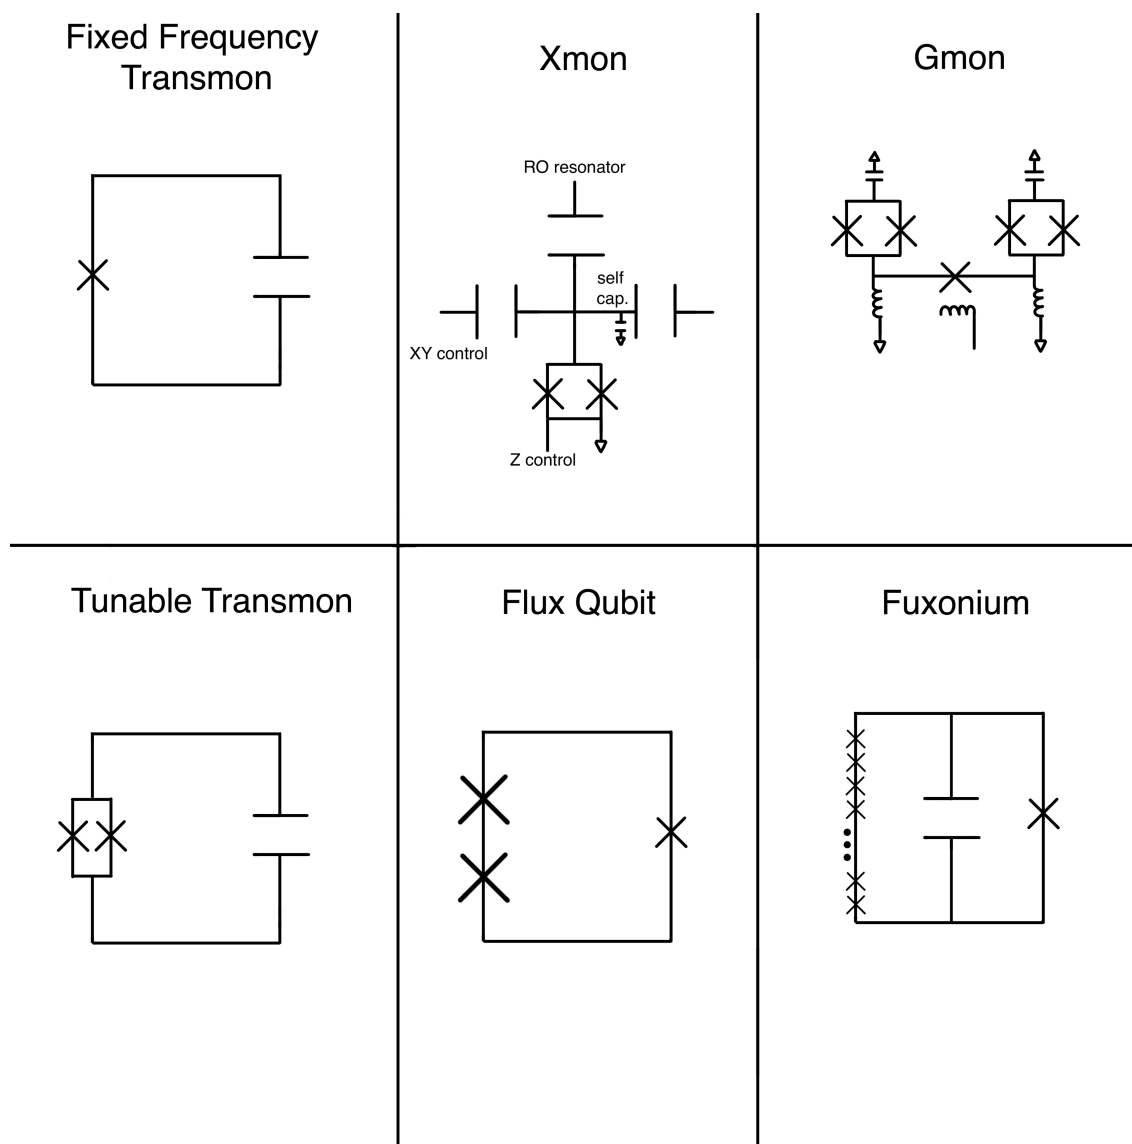 Fixed Frequency
Transmon
Xmon
RO resonator
self
cap.
XY control
Z control
Gmon
Tunable Transmon
Flux Qubit
Fuxonium